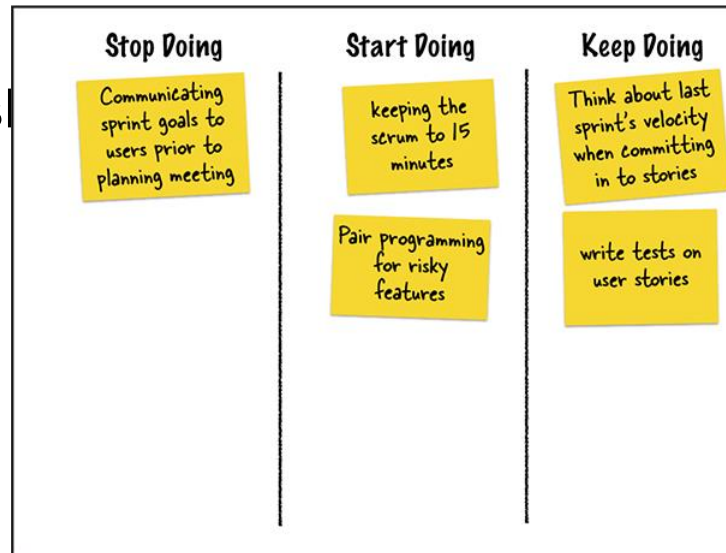 Stop Doing
Communicating
sprint goals to
users prior to
planning meeting
Start Doing
keeping the
scrum to 15
minutes
Pair programming
for risky
features
Keep Doing
Think about last
sprint's velocity
when committing
in to stories
write tests on
user stories